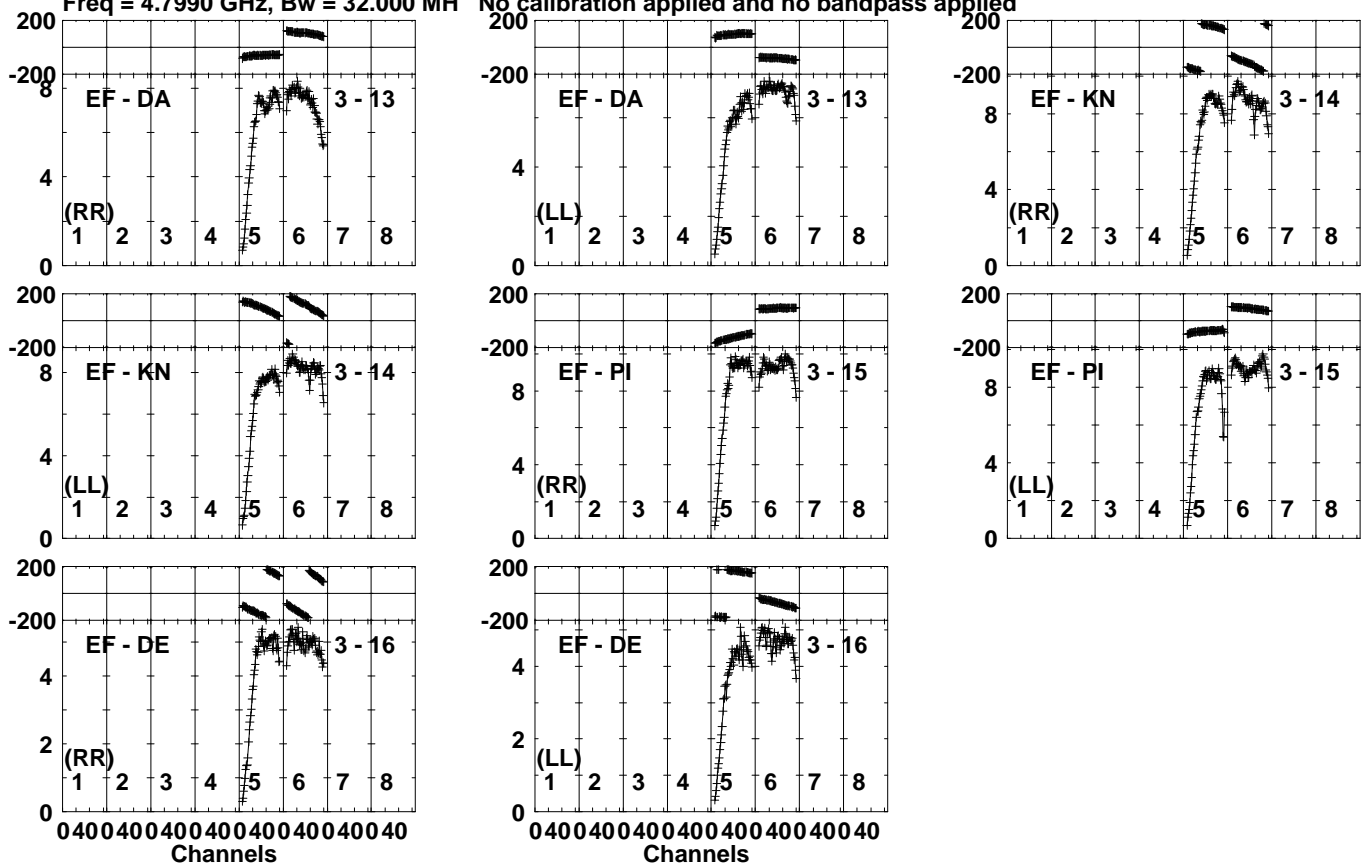 Freq = 4.7990 GHz, Bw = 32.000 MH No calibration applied and no bandpass applied
200
-200
8
4
0
EF - DA
3 - 13
(RR)
1 2 3 4 5 6 7 8
200
-200
8
4
0
EF - DA
3 - 13
(LL)
1 2 3 4 5 6 7 8
200
-200
8
4
0
EF - KN
3 - 14
(RR)
1 2 3 4 5 6 7 8
200
-200
8
4
0
EF - KN
3 - 14
(LL)
1 2 3 4 5 6 7 8
200
-200
8
4
0
EF - PI
3 - 15
(RR)
1 2 3 4 5 6 7 8
200
-200
8
4
0
EF - PI
3 - 15
(LL)
1 2 3 4 5 6 7 8
200
-200
4
2
0
EF - DE
3 - 16
(RR)
1 2 3 4 5 6 7 8
0 40 0 40 0 40 0 40 0 40 0 40 0 40 0 40
Channels
200
-200
4
2
0
EF - DE
3 - 16
(LL)
1 2 3 4 5 6 7 8
0 40 0 40 0 40 0 40 0 40 0 40 0 40 0 40
Channels